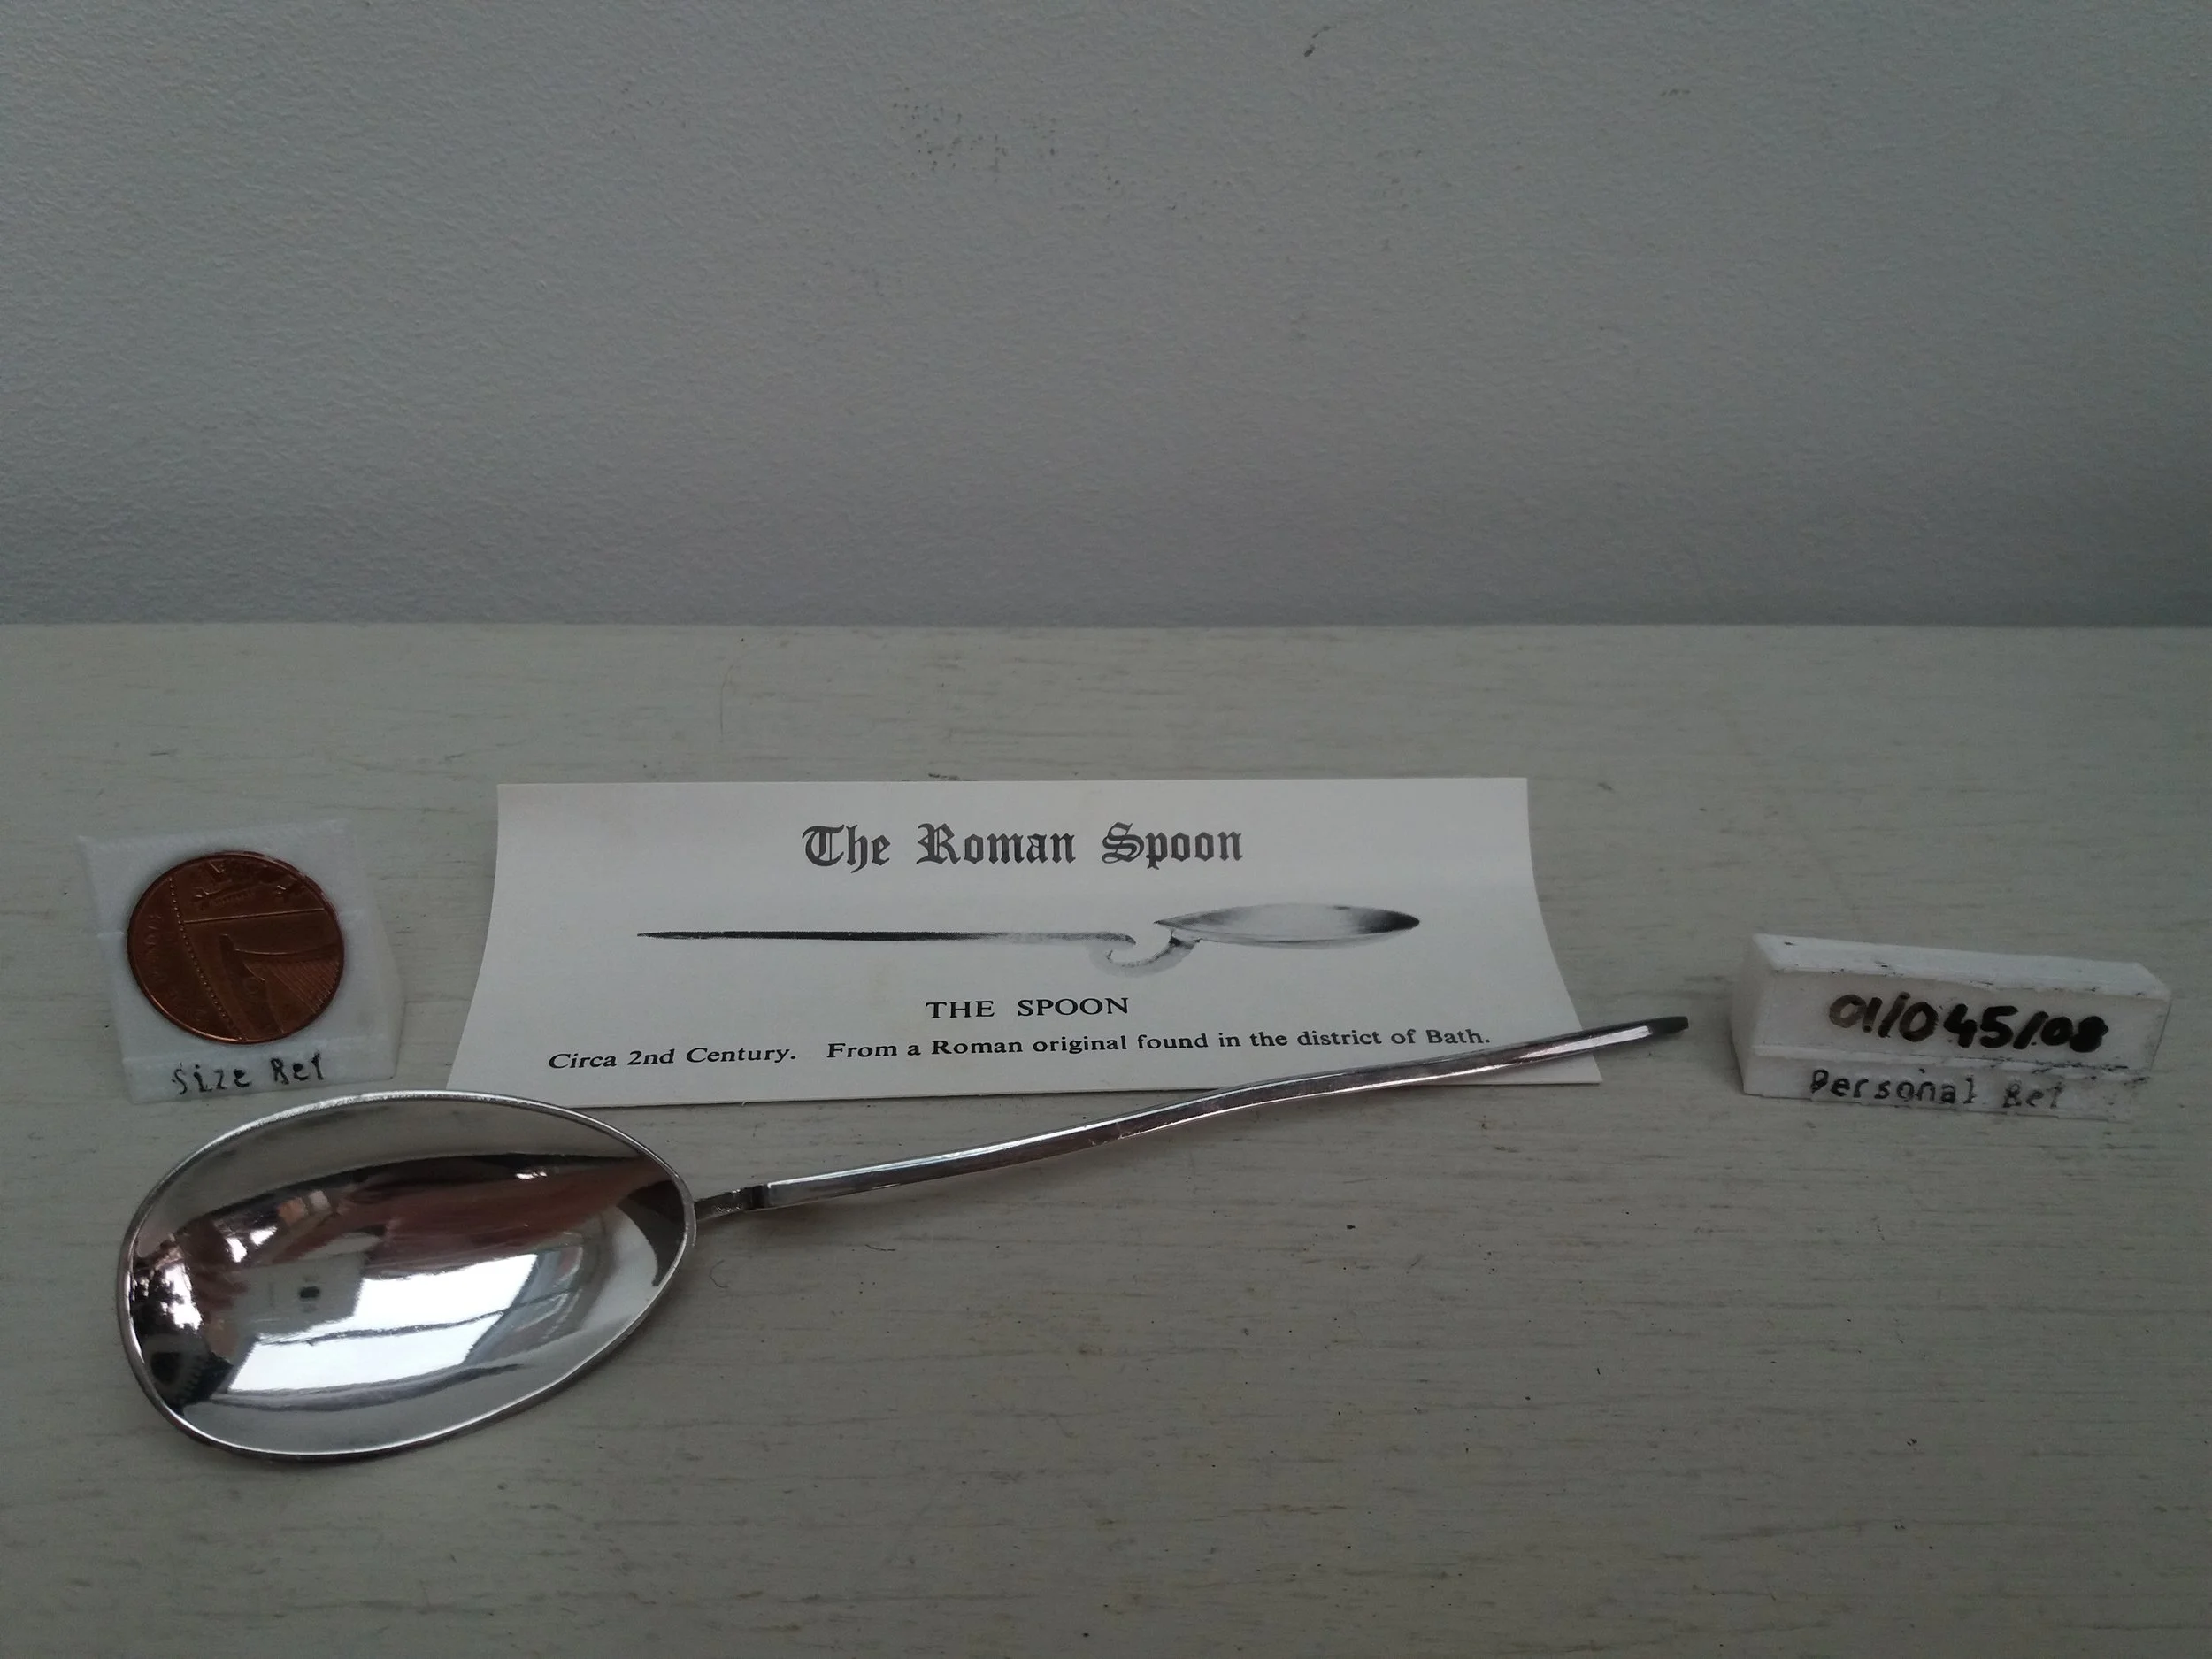 The Roman Spoon
THE SPOON
Circa 2nd Century. From a Roman original found in the district of Bath.
Size Ref
01/045/08
Personal Ref